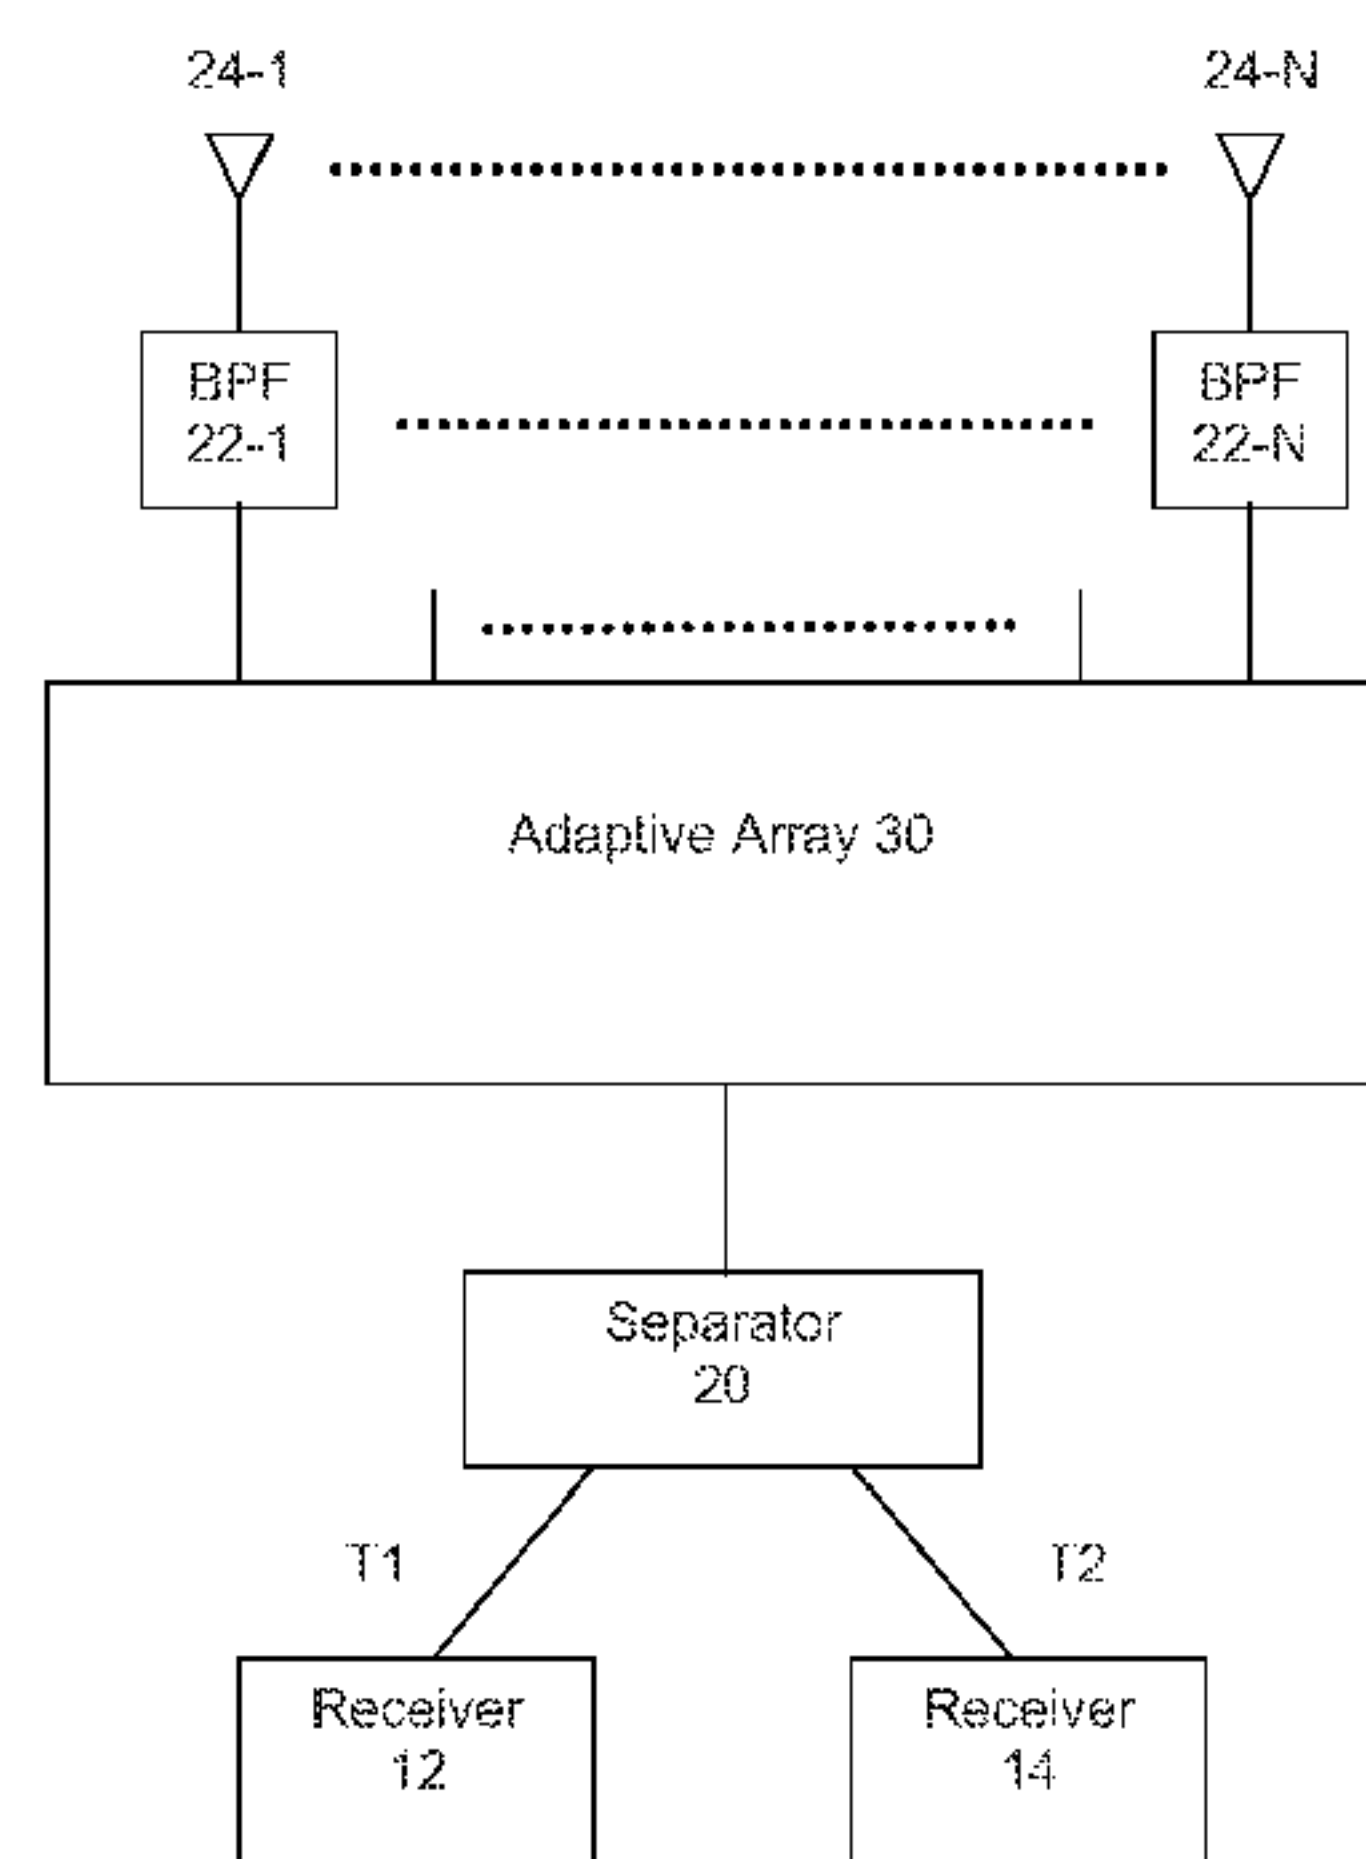 24-1
24-N
BPF
22-1
BPF
22-N
Adaptive Array 30
Separator
20
T1
T2
Receiver
12
Receiver
14